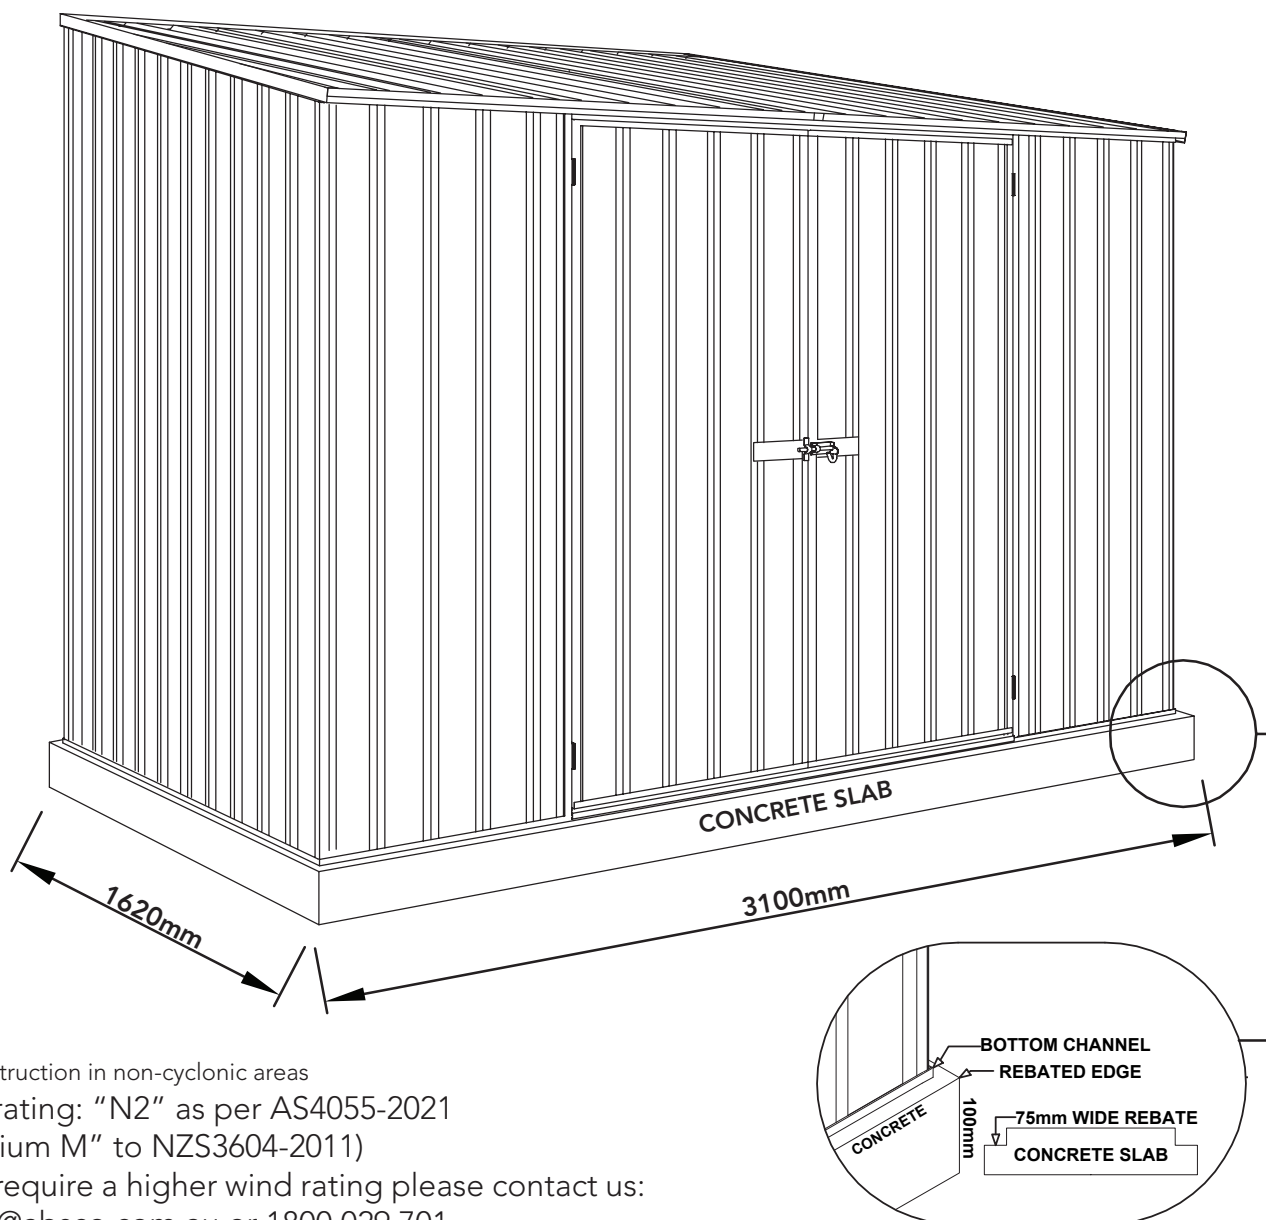 CONCRETE SLAB
1620mm
3100mm
BOTTOM CHANNEL
REBATED EDGE
CONCRETE
100mm
75mm WIDE REBATE
CONCRETE SLAB
truction in non-cyclonic areas
rating: “N2” as per AS4055-2021
ium M” to NZS3604-2011)
require a higher wind rating please contact us: